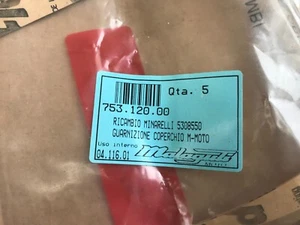 Qta. 5
753.120.00
RICAMBIO MINARELLI 5308550
GUARNIZIONE COPERCHIO M-MOTO
Uso interno
04.116.01
Malaguti